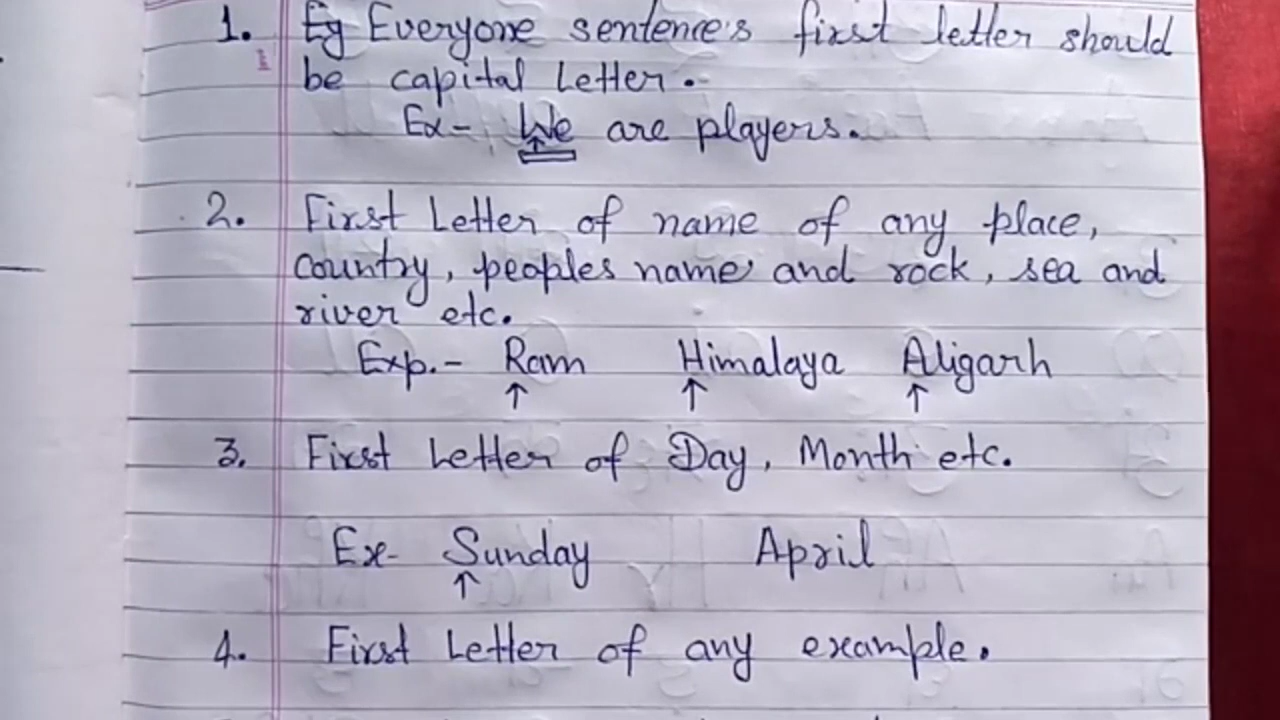 1. Eg Everyone sentence's first letter should
be capital Letter.
Ex- We are players.
2. First Letter of name of any place,
country, peoples name and rock, sea and
river etc.
Exp.- Ram Himalaya Aligarh
3. First Letter of Day, Month etc.
Ex- Sunday April
4. First Letter of any example.